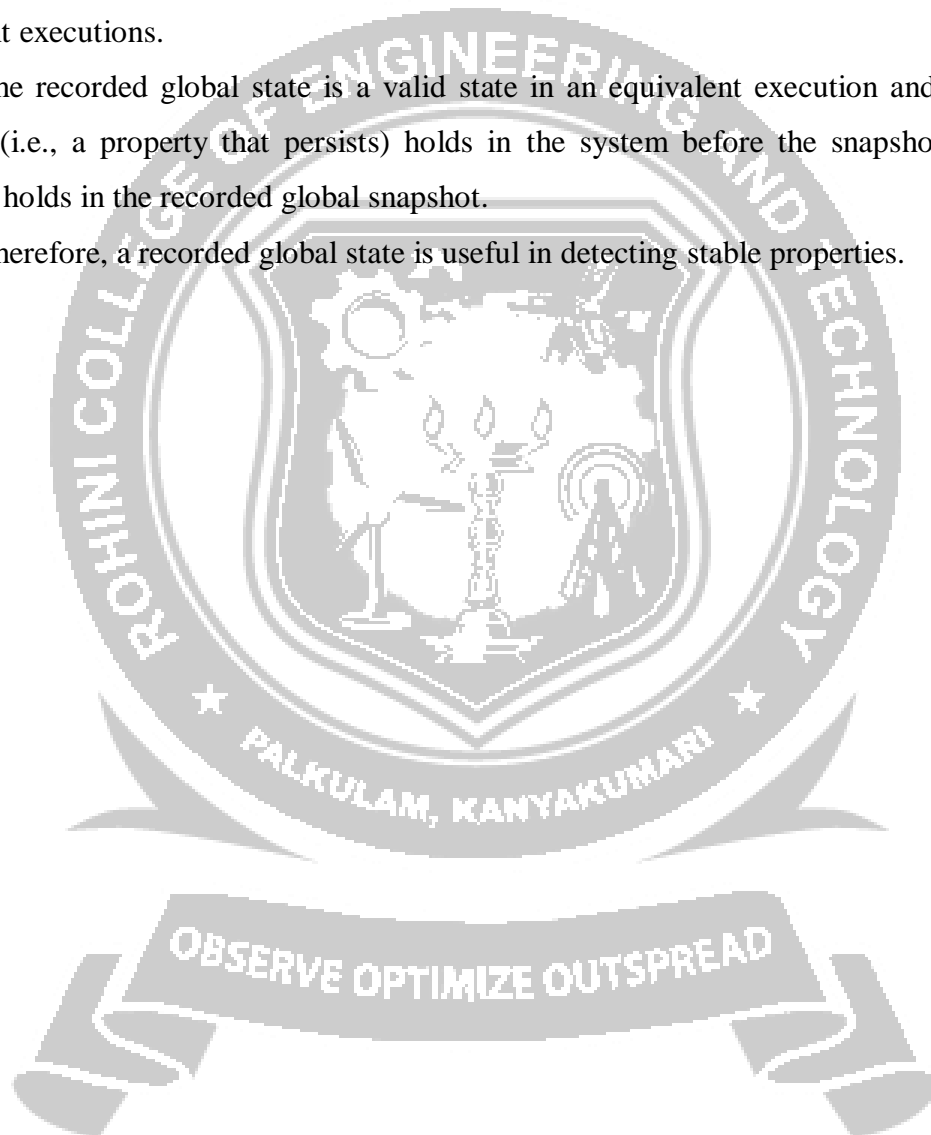 t executions.
ne recorded global state is a valid state in an equivalent execution and
(i.e., a property that persists) holds in the system before the snapsho
holds in the recorded global snapshot.
herefore, a recorded global state is useful in detecting stable properties.
ROHINI COLLEGE OF ENGINEERING AND TECHNOLOGY
PALKULAM, KANYAKUMARI
OBSERVE OPTIMIZE OUTSPREAD